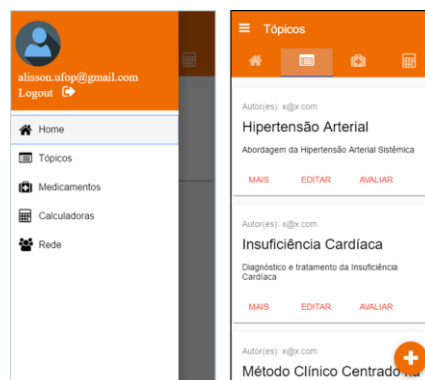 alisson.ufop@gmail.com
Logout
Home
Tópicos
Medicamentos
Calculadoras
Rede
Tópicos
Autor(es): x@x.com
Hipertensão Arterial
Abordagem da Hipertensão Arterial Sistêmica
MAIS EDITAR AVALIAR
Autor(es): x@x.com
Insuficiência Cardíaca
Diagnóstico e tratamento da Insuficiência
Cardíaca
MAIS EDITAR AVALIAR
Autor(es): x@x.com
Método Clínico Centrado na